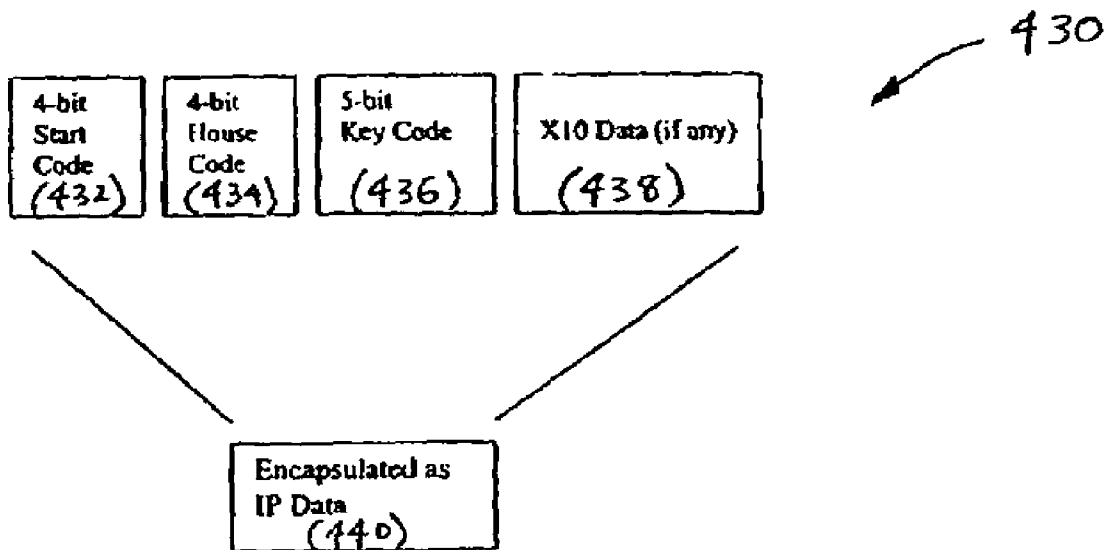 430
4-bit
Start
Code
(432)
4-bit
House
Code
(434)
5-bit
Key Code
(436)
X10 Data (if any)
(438)
Encapsulated as
IP Data
(440)